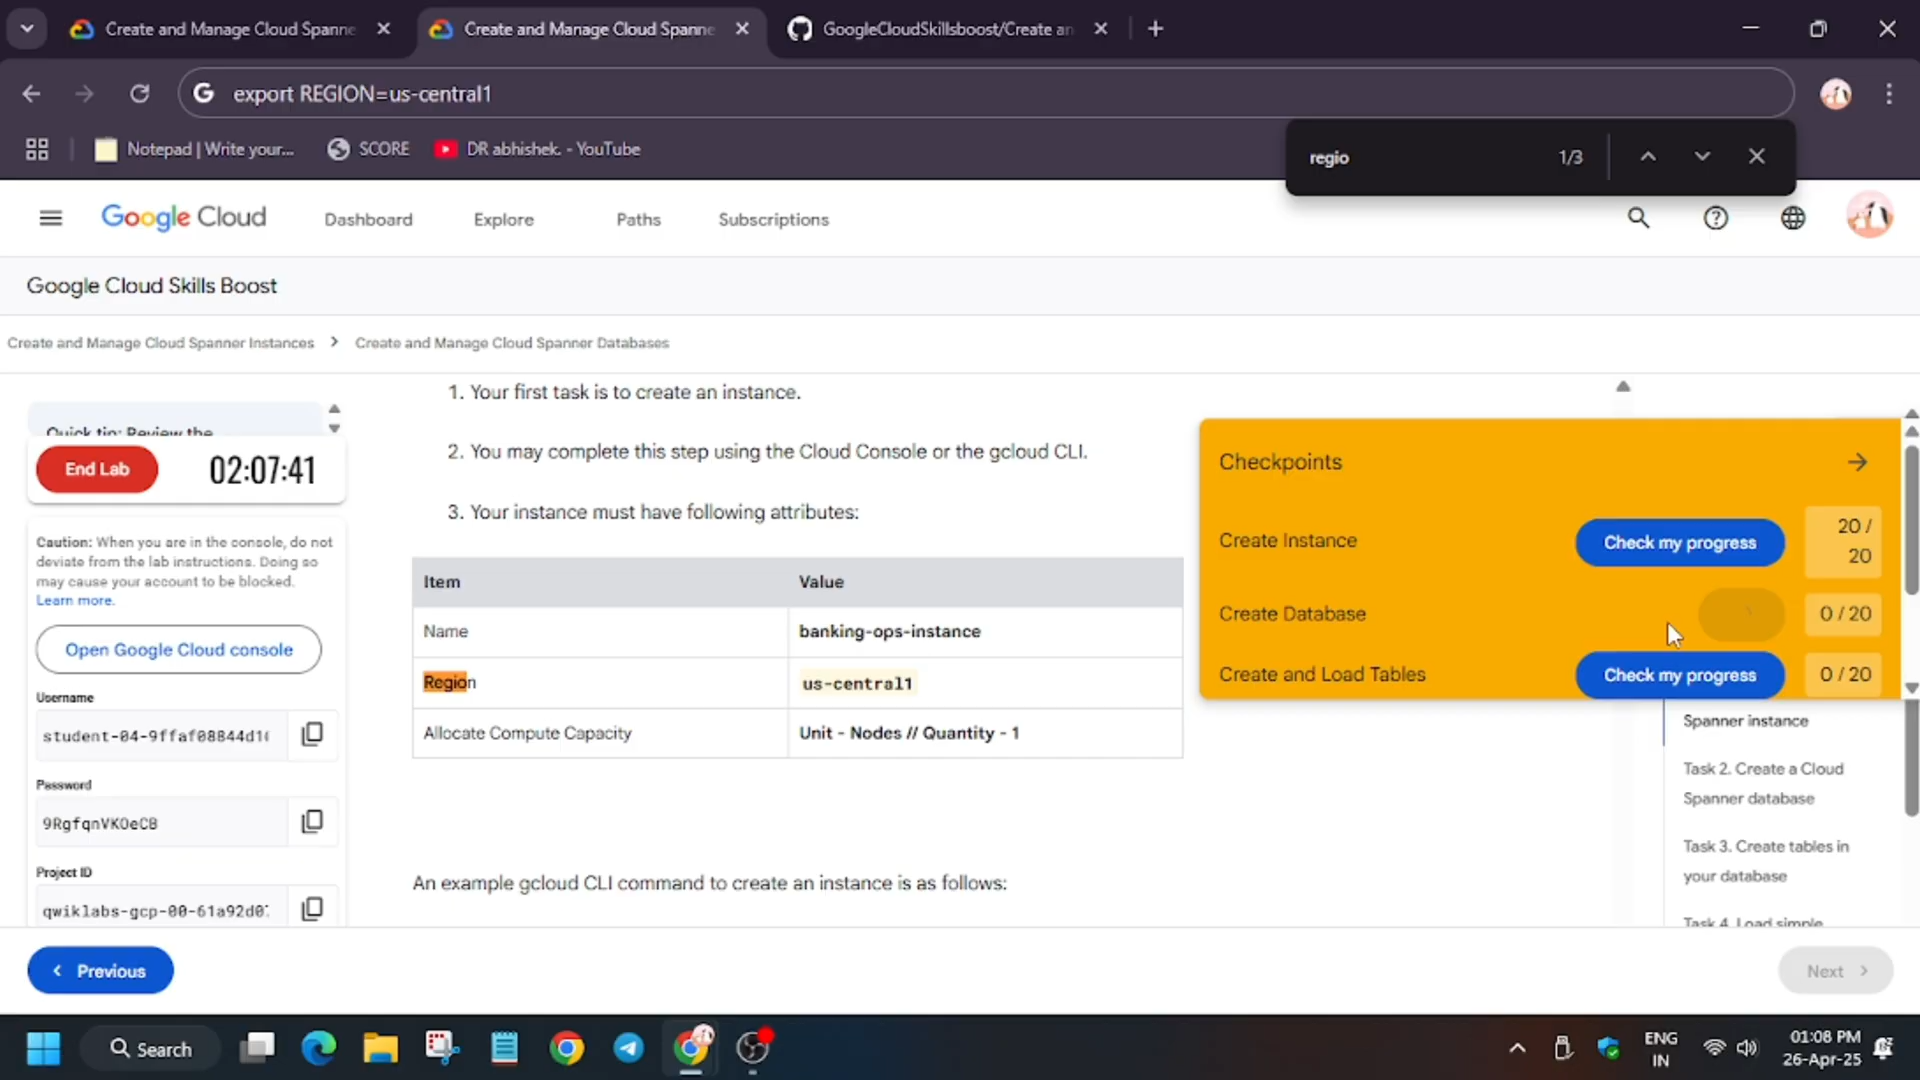 Create and Manage Cloud Spanne
Create and Manage Cloud Spanne
GoogleCloudSkillsboost/Create an
export REGION=us-central1
Notepad | Write your...
SCORE
DR abhishek. - YouTube
regio
1/3
Google Cloud
Dashboard
Explore
Paths
Subscriptions
Google Cloud Skills Boost
Create and Manage Cloud Spanner Instances
Create and Manage Cloud Spanner Databases
Quick tip: Review the
End Lab
02:07:41
Caution: When you are in the console, do not
deviate from the lab instructions. Doing so
may cause your account to be blocked.
Learn more.
Open Google Cloud console
Username
student-04-9ffaf08844d1
Password
9RgfqnVKOeCB
Project ID
qwiklabs-gcp-00-61a92d0
1. Your first task is to create an instance.
2. You may complete this step using the Cloud Console or the gcloud CLI.
3. Your instance must have following attributes:
Item
Value
Name
banking-ops-instance
Region
us-central1
Allocate Compute Capacity
Unit - Nodes // Quantity - 1
An example gcloud CLI command to create an instance is as follows:
Checkpoints
Create Instance
Check my progress
20 /
20
Create Database
0 / 20
Create and Load Tables
Check my progress
0 / 20
Spanner instance
Task 2. Create a Cloud
Spanner database
Task 3. Create tables in
your database
Task 4. Load simple
Previous
Next
Search
ENG
IN
01:08 PM
26-Apr-25